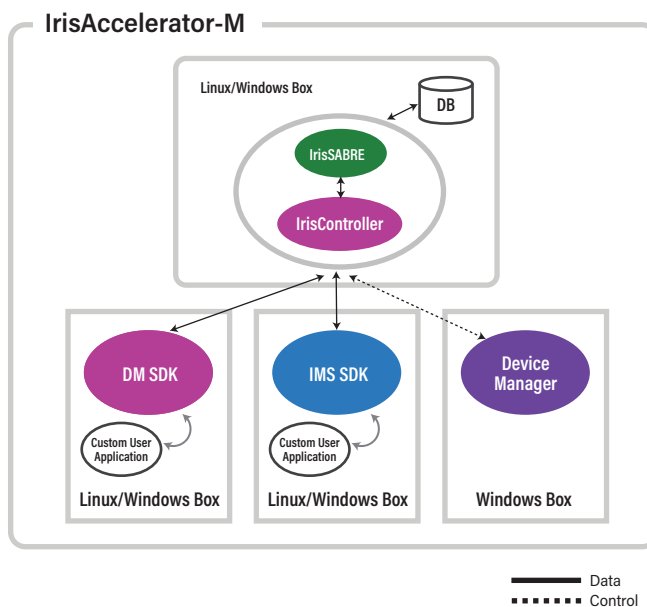 IrisAccelerator-M
Linux/Windows Box
DB
IrisSABRE
IrisController
DM SDK
IMS SDK
Device
Manager
Custom User
Application
Custom User
Application
Linux/Windows Box
Linux/Windows Box
Windows Box
Data
Control